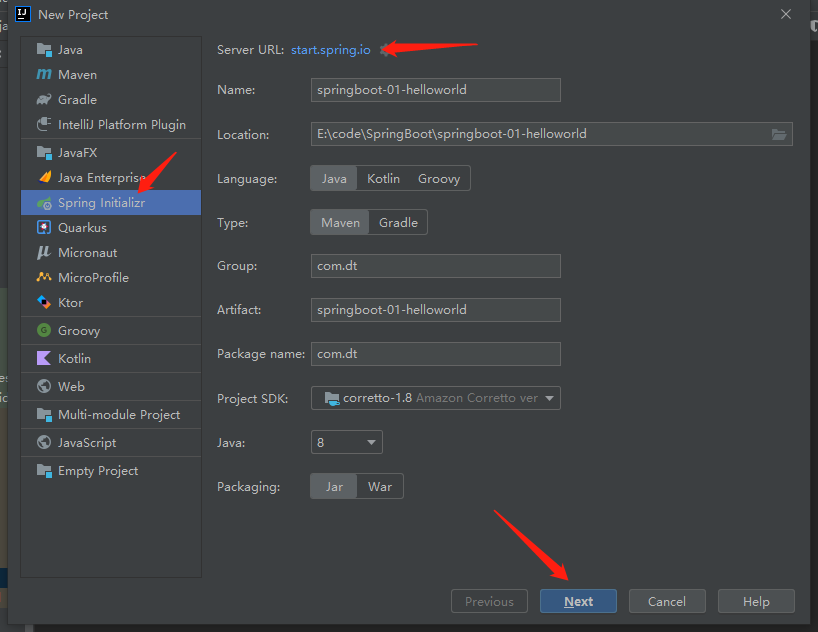 New Project
Java
Maven
Gradle
IntelliJ Platform Plugin
JavaFX
Java Enterprise
Spring Initializr
Quarkus
Micronaut
MicroProfile
Ktor
Groovy
Kotlin
Web
Multi-module Project
JavaScript
Empty Project
Server URL: start.spring.io
Name: springboot-01-helloworld
Location: E:\code\SpringBoot\springboot-01-helloworld
Language: Java Kotlin Groovy
Type: Maven Gradle
Group: com.dt
Artifact: springboot-01-helloworld
Package name: com.dt
Project SDK: corretto-1.8 Amazon Corretto ver
Java: 8
Packaging: Jar War
Previous Next Cancel Help